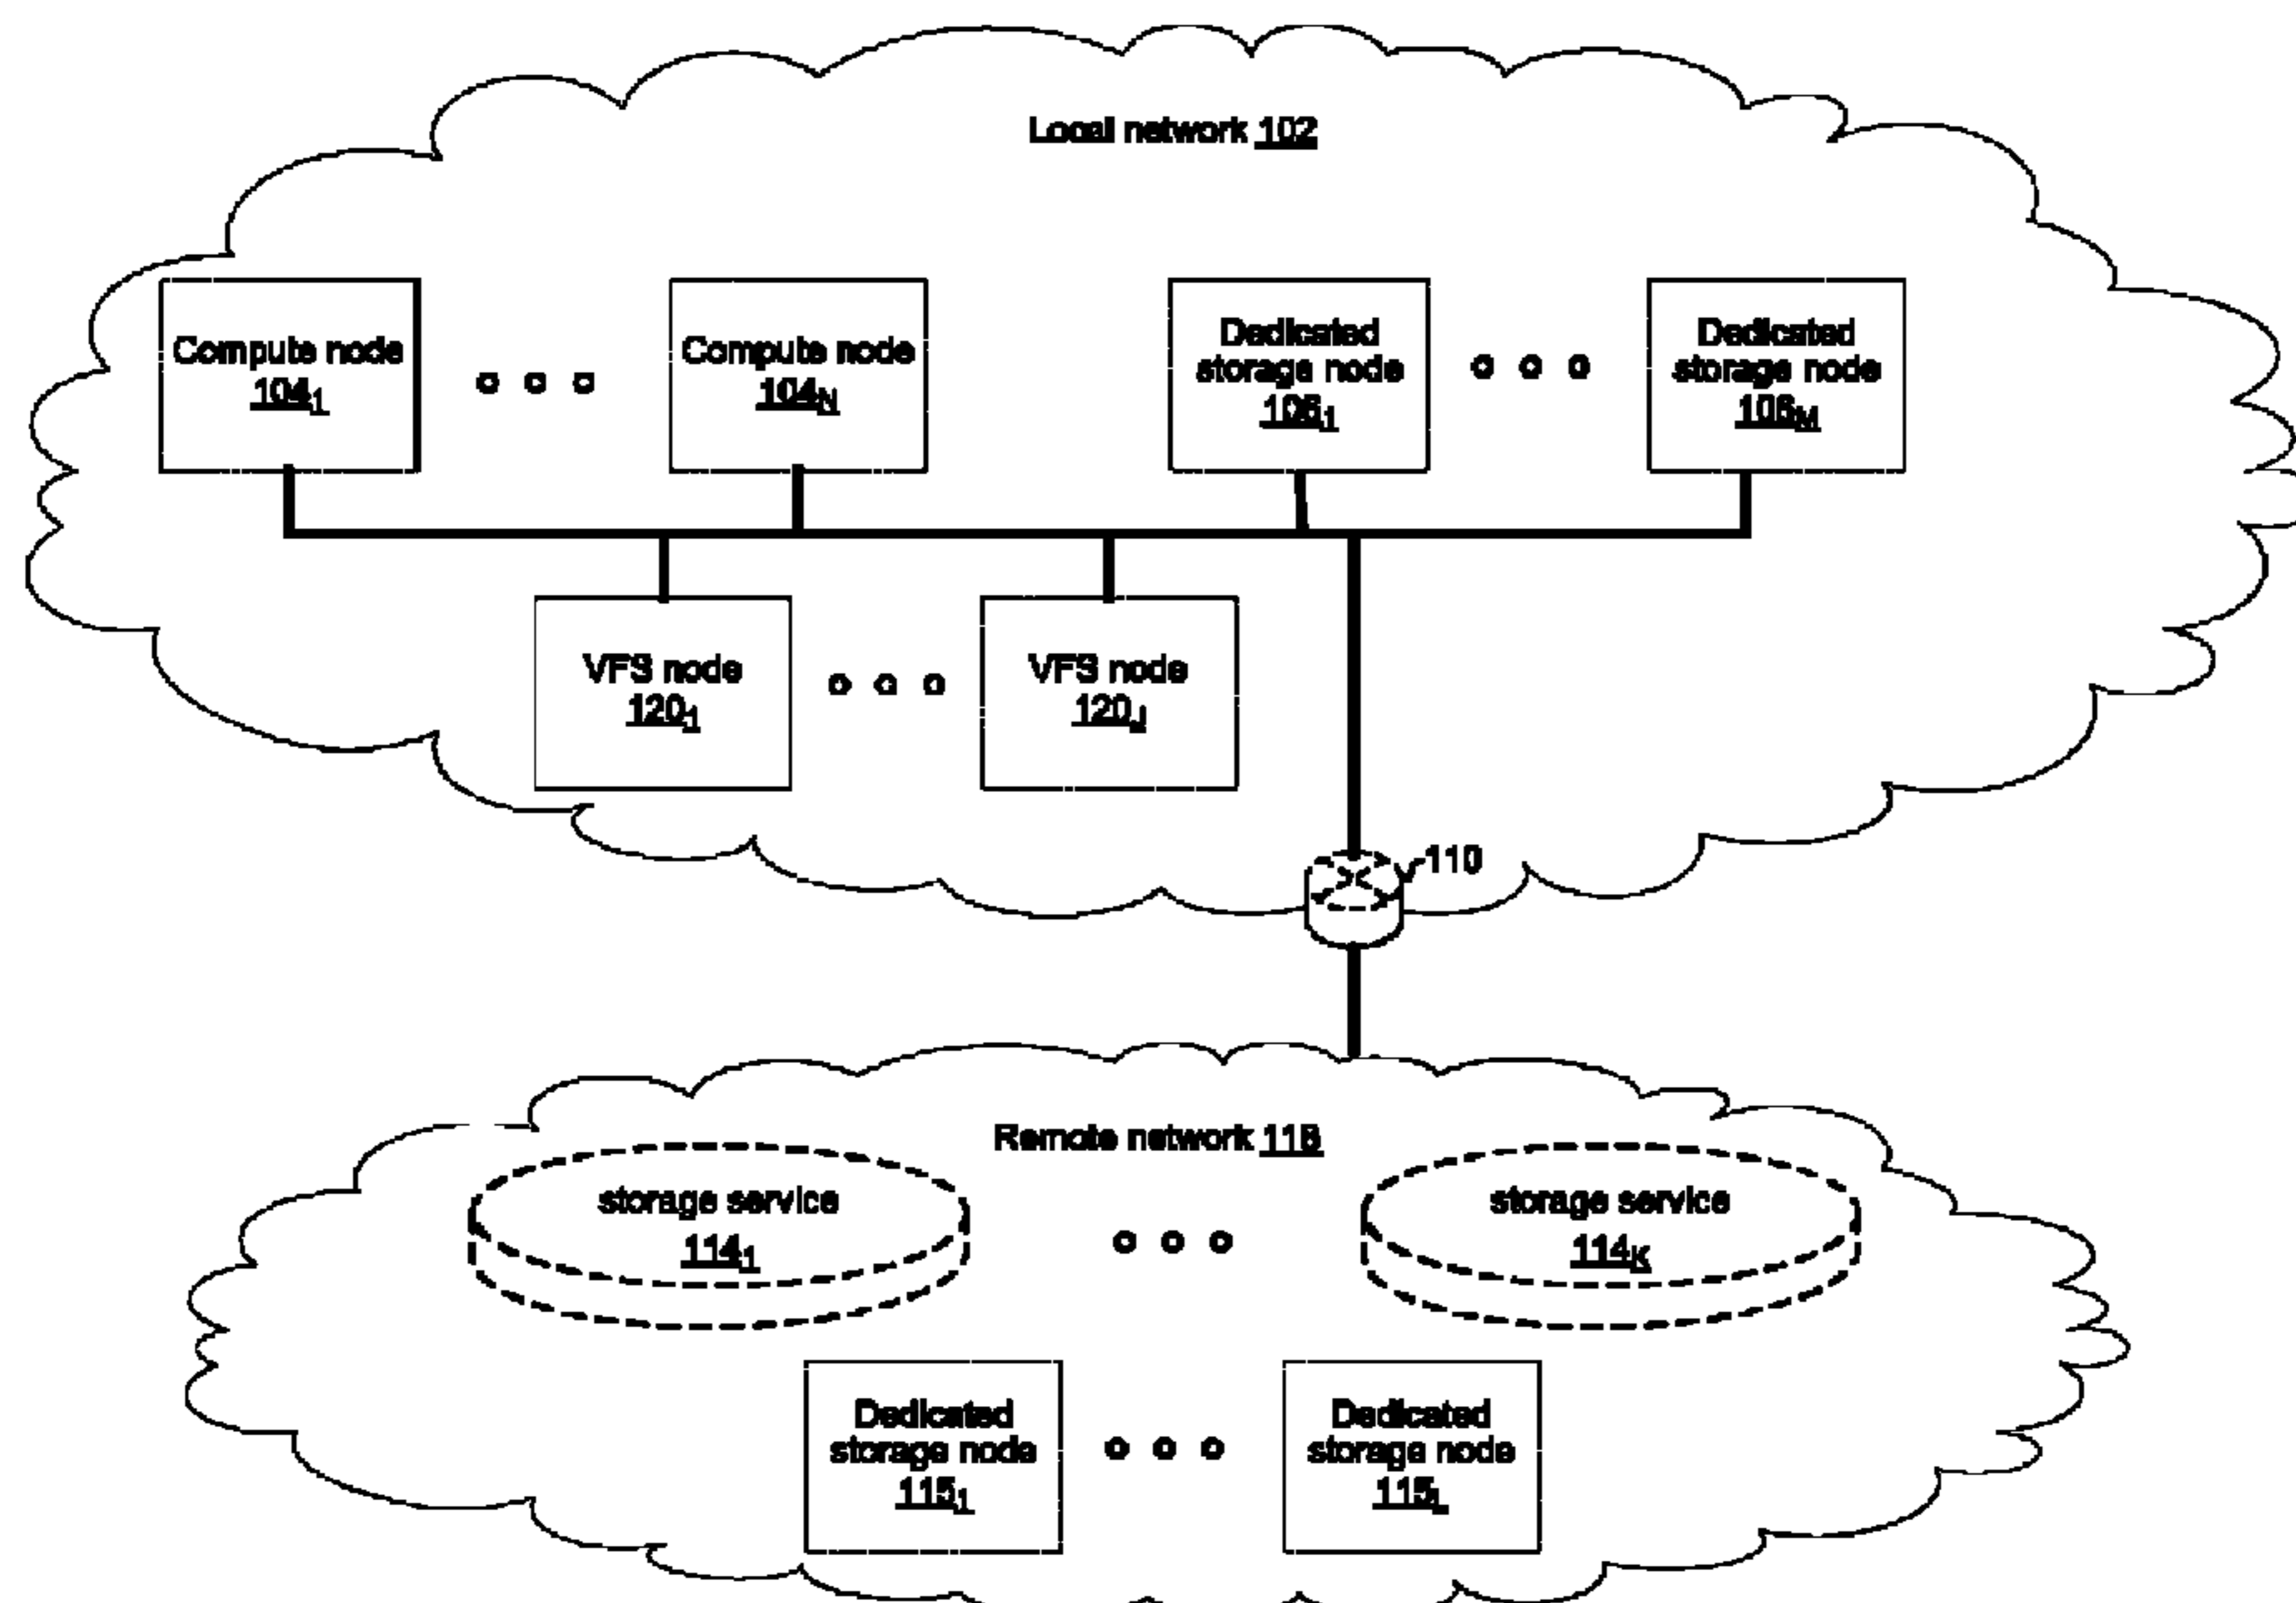 Local network 102
Compute node
104₁
Compute node
104N
Dedicated
storage node
106₁
Dedicated
storage node
106M
VFS node
120₁
VFS node
120J
110
Remote network 118
storage service
114₁
storage service
114K
Dedicated
storage node
115₁
Dedicated
storage node
115L